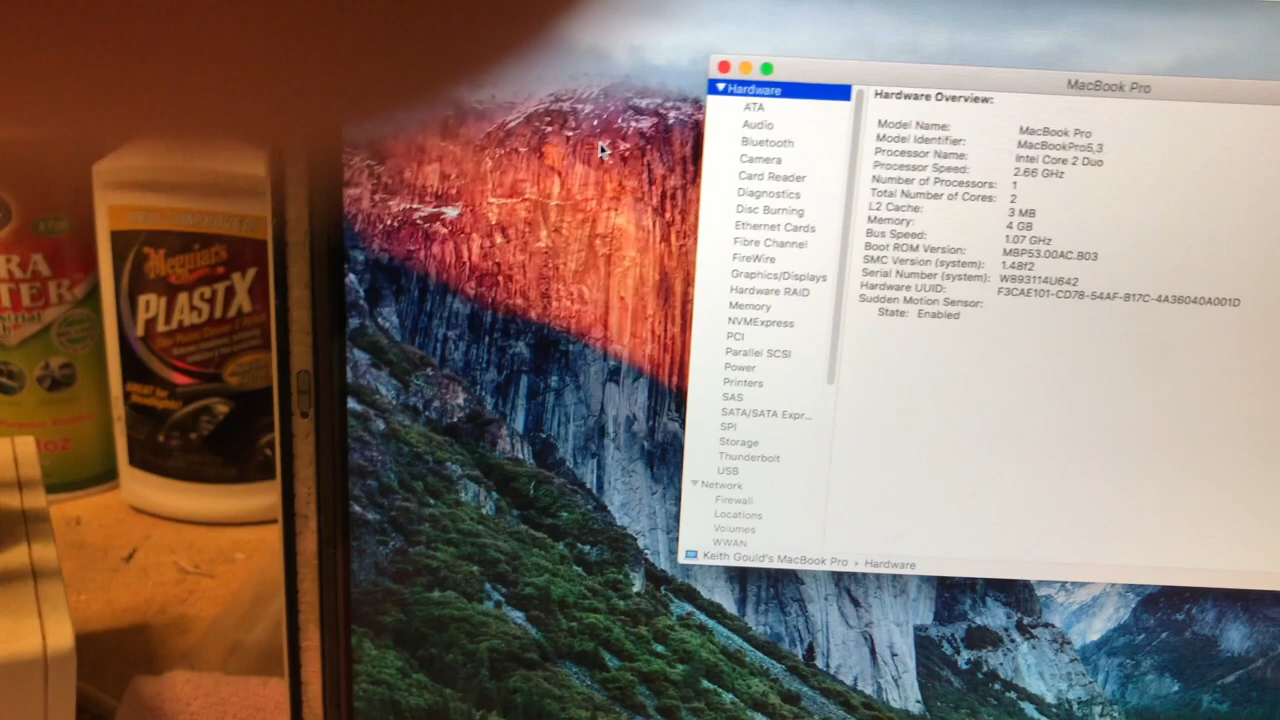 MacBook Pro
Hardware
ATA
Audio
Bluetooth
Camera
Card Reader
Diagnostics
Disc Burning
Ethernet Cards
Fibre Channel
FireWire
Graphics/Displays
Hardware RAID
Memory
NVMExpress
PCI
Parallel SCSI
Power
Printers
SAS
SATA/SATA Expr...
SPI
Storage
Thunderbolt
USB
Network
Firewall
Locations
Volumes
WWAN
Hardware Overview:
Model Name: MacBook Pro
Model Identifier: MacBookPro5,3
Processor Name: Intel Core 2 Duo
Processor Speed: 2.66 GHz
Number of Processors: 1
Total Number of Cores: 2
L2 Cache: 3 MB
Memory: 4 GB
Bus Speed: 1.07 GHz
Boot ROM Version: MBP53.00AC.B03
SMC Version (system): 1.48f2
Serial Number (system): W893114U642
Hardware UUID: F3CAE101-CD78-54AF-B17C-4A36040A001D
Sudden Motion Sensor:
State: Enabled
Keith Gould's MacBook Pro › Hardware
Meguiar's
PLASTX
RA
TER